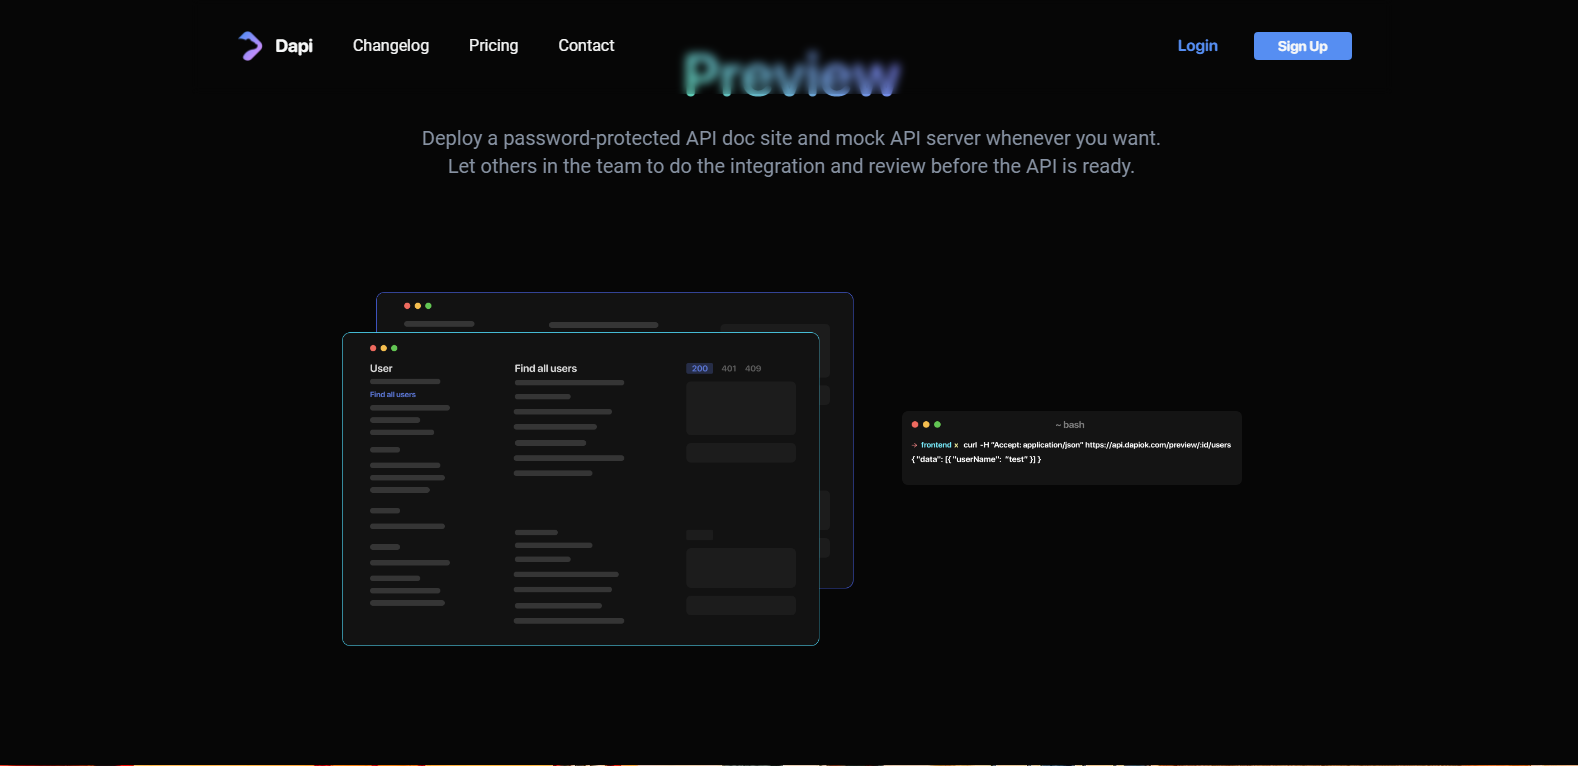 Dapi
Changelog
Pricing
Contact
Login
Sign Up
Preview
Deploy a password-protected API doc site and mock API server whenever you want.
Let others in the team to do the integration and review before the API is ready.
User
Find all users
Find all users
200 401 409
~ bash
→ frontend x curl -H "Accept: application/json" https://api.dapiok.com/preview/:id/users
{ "data": [{ "userName": "test" }] }